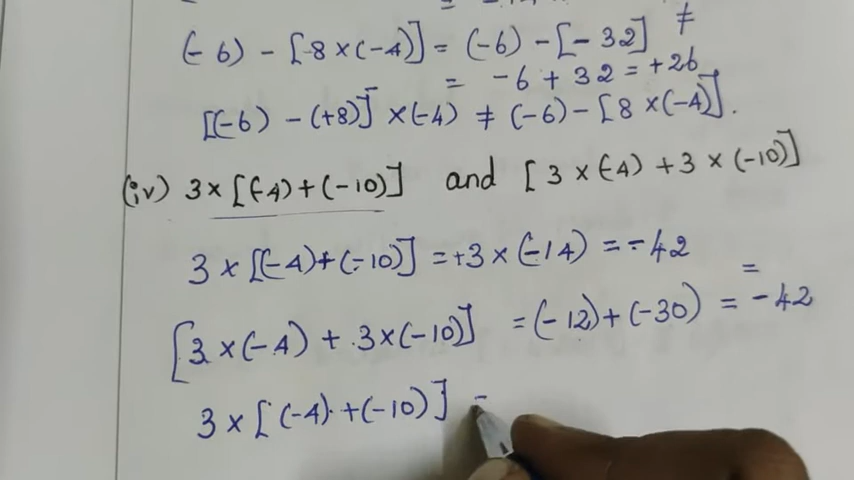 (-6) - [8 × (-4)] = (-6) - [- 32] ≠
= -6 + 32 = +26
[(-6) - (+8)] × (-4) ≠ (-6) - [8 × (-4)].
(iv) 3 × [(-4) + (-10)] and [3 × (-4) + 3 × (-10)]
3 × [(-4) + (-10)] = +3 × (-14) = -42
=
[3 × (-4) + 3 × (-10)] = (-12) + (-30) = -42
3 × [(-4) + (-10)] =